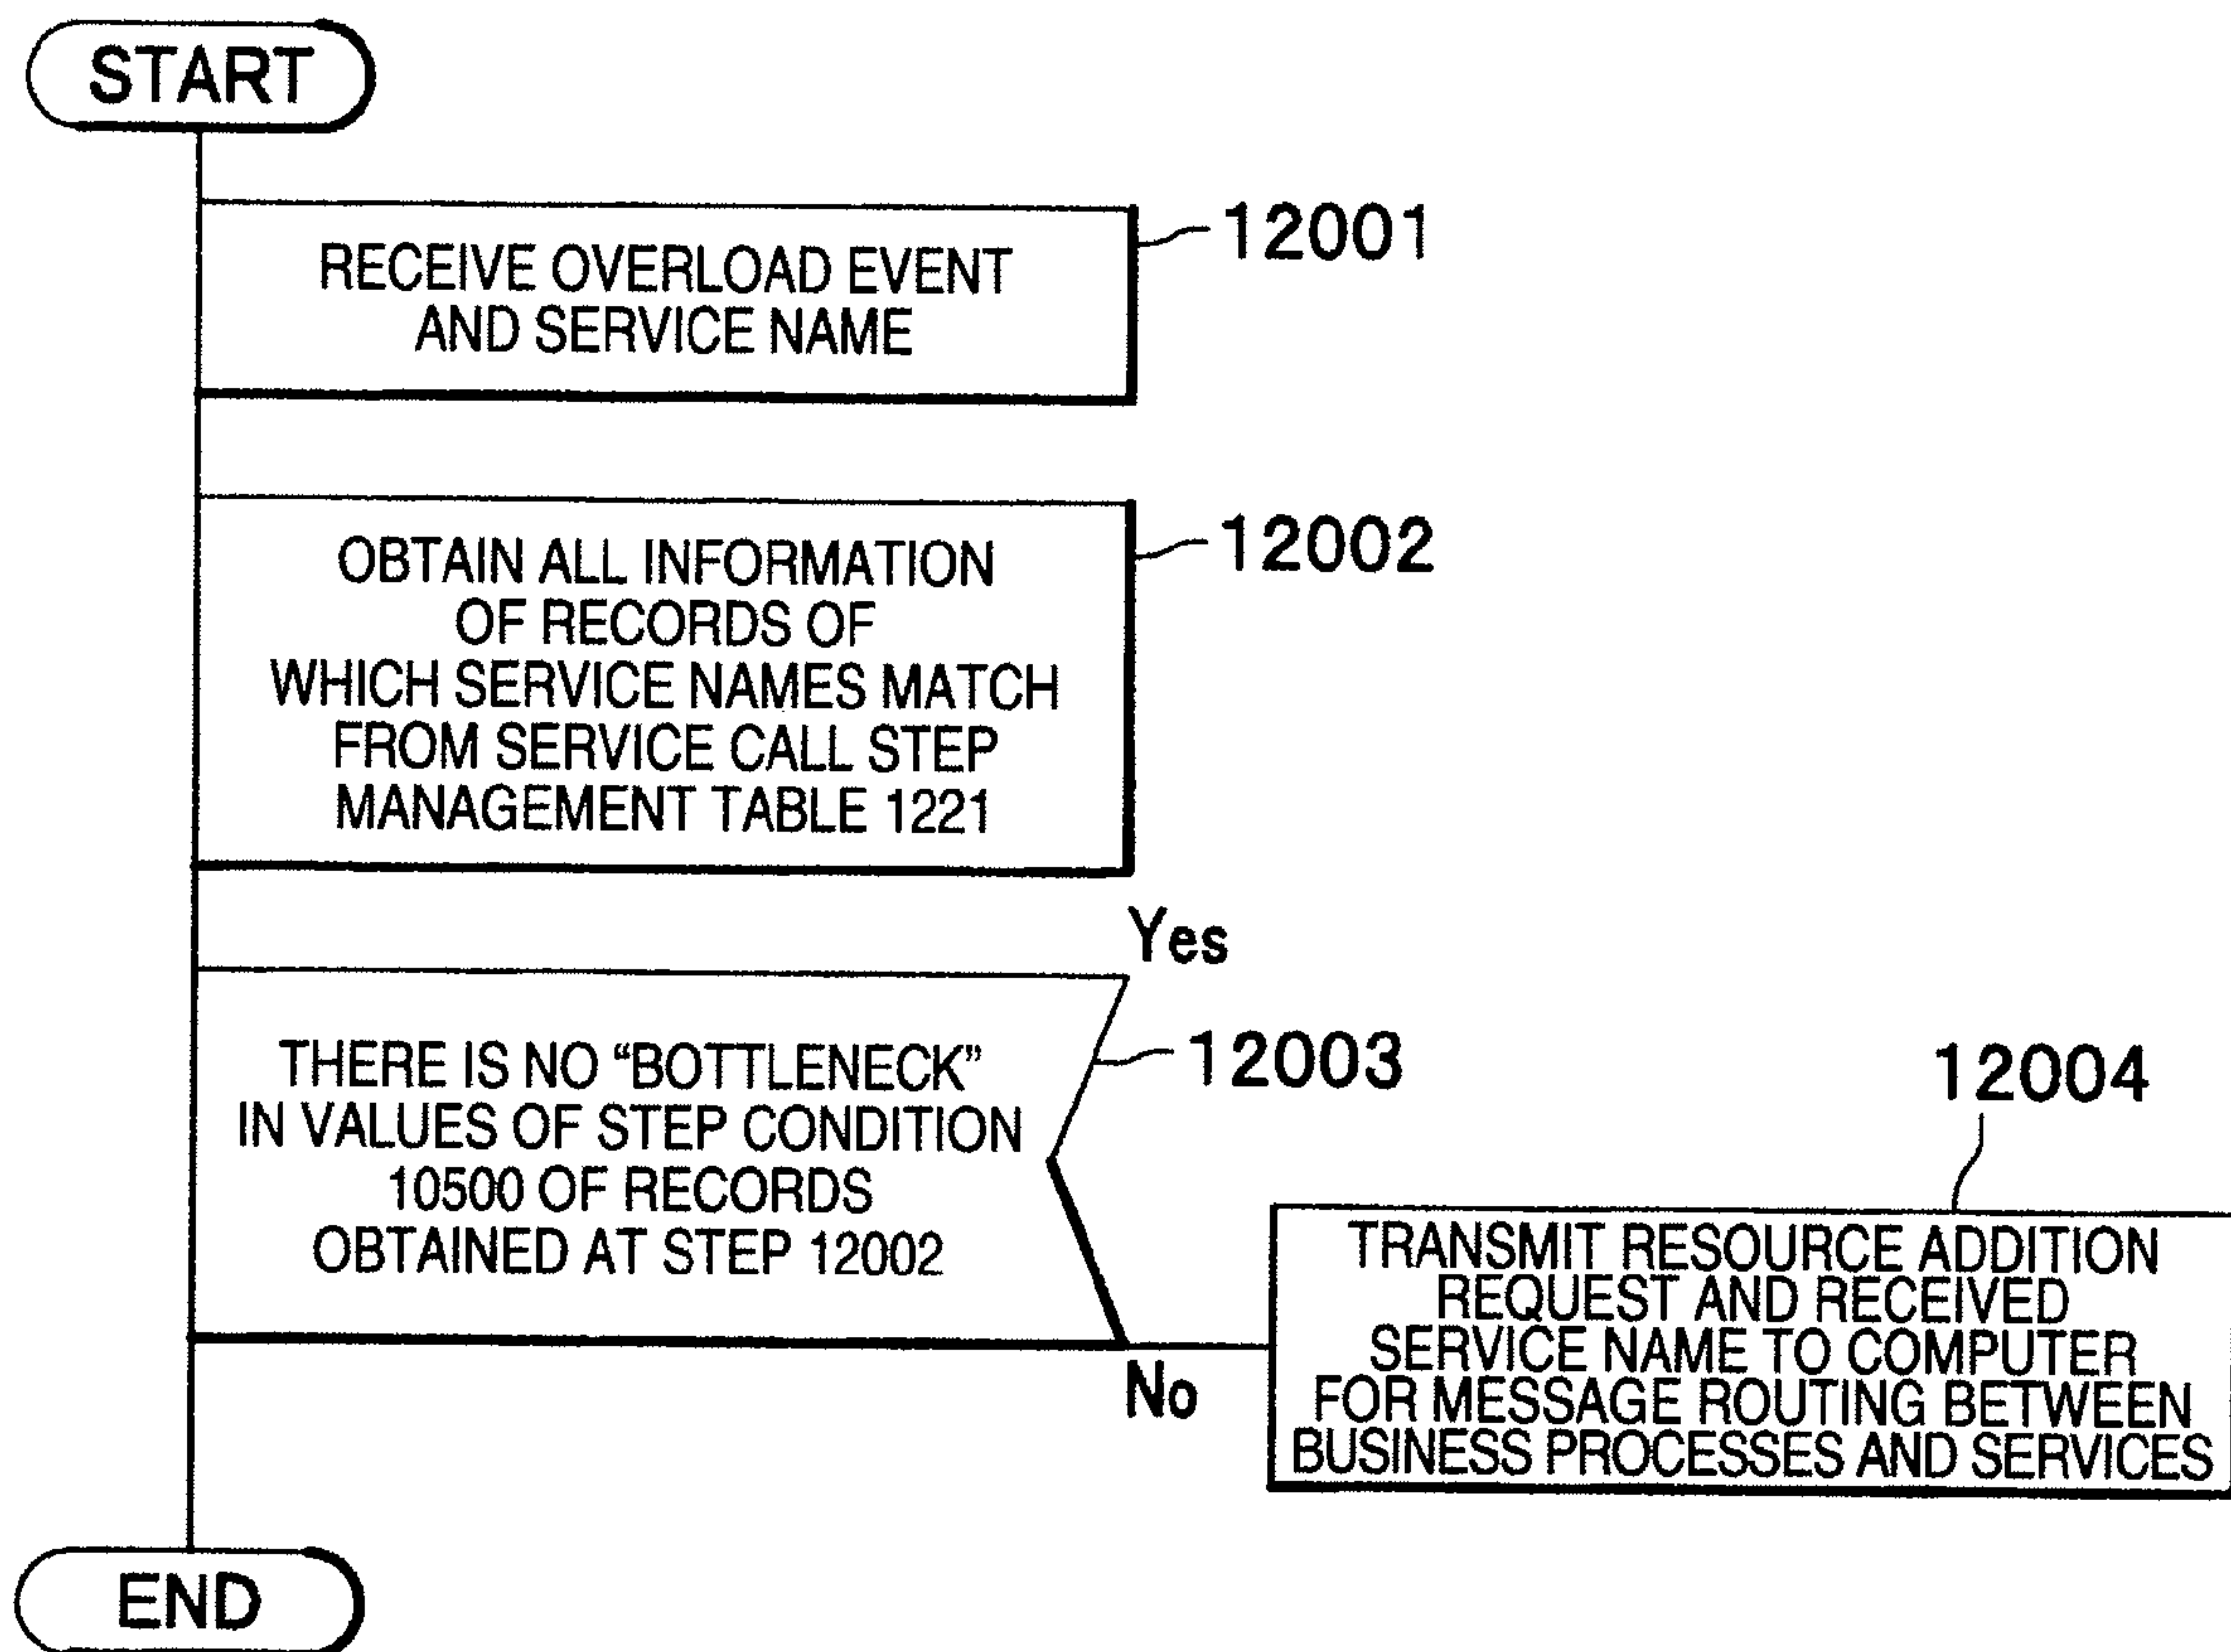 START
12001
RECEIVE OVERLOAD EVENT
AND SERVICE NAME
12002
OBTAIN ALL INFORMATION
OF RECORDS OF
WHICH SERVICE NAMES MATCH
FROM SERVICE CALL STEP
MANAGEMENT TABLE 1221
Yes
12003
THERE IS NO “BOTTLENECK”
IN VALUES OF STEP CONDITION
10500 OF RECORDS
OBTAINED AT STEP 12002
No
12004
TRANSMIT RESOURCE ADDITION
REQUEST AND RECEIVED
SERVICE NAME TO COMPUTER
FOR MESSAGE ROUTING BETWEEN
BUSINESS PROCESSES AND SERVICES
END